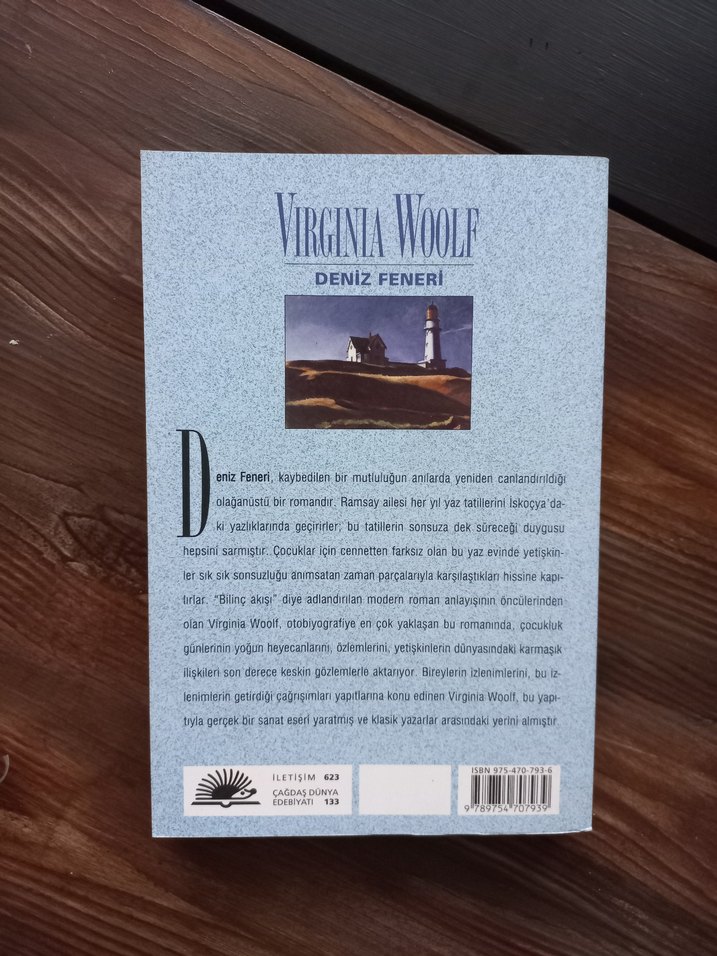 VIRGINIA WOOLF
DENİZ FENERİ
Deniz Feneri, kaybedilen bir mutluluğun anılarda yeniden canlandırıldığı
olağanüstü bir romandır. Ramsay ailesi her yıl yaz tatillerini İskoçya'da-
ki yazlıklarında geçirirler; bu tatillerin sonsuza dek süreceği duygusu
hepsini sarmıştır. Çocuklar için cennetten farksız olan bu yaz evinde yetişkin-
ler sık sık sonsuzluğu anımsatan zaman parçalarıyla karşılaştıkları hissine kapı-
lırlar. "Bilinç akışı" diye adlandırılan modern roman anlayışının öncülerinden
olan Virginia Woolf, otobiyografiye en çok yaklaşan bu romanında, çocukluk
günlerinin yoğun heyecanlarını, özlemlerini, yetişkinlerin dünyasındaki karmaşık
ilişkileri son derece keskin gözlemlerle aktarıyor. Bireylerin izlenimlerini, bu iz-
lenimlerin getirdiği çağrışımları yapıtlarına konu edinen Virginia Woolf, bu yapı-
tıyla gerçek bir sanat eseri yaratmış ve klasik yazarlar arasındaki yerini almıştır.
İLETİŞİM 623
ÇAĞDAŞ DÜNYA
EDEBİYATI 133
ISBN 975-470-793-6
9 789754 707939